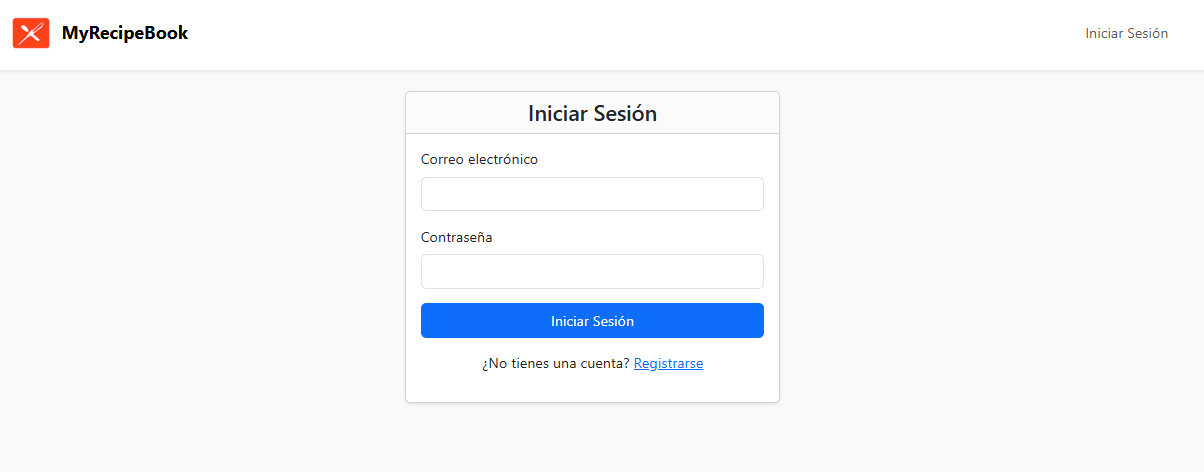 MyRecipeBook
Iniciar Sesión
Iniciar Sesión
Correo electrónico
Contraseña
Iniciar Sesión
¿No tienes una cuenta? Registrarse